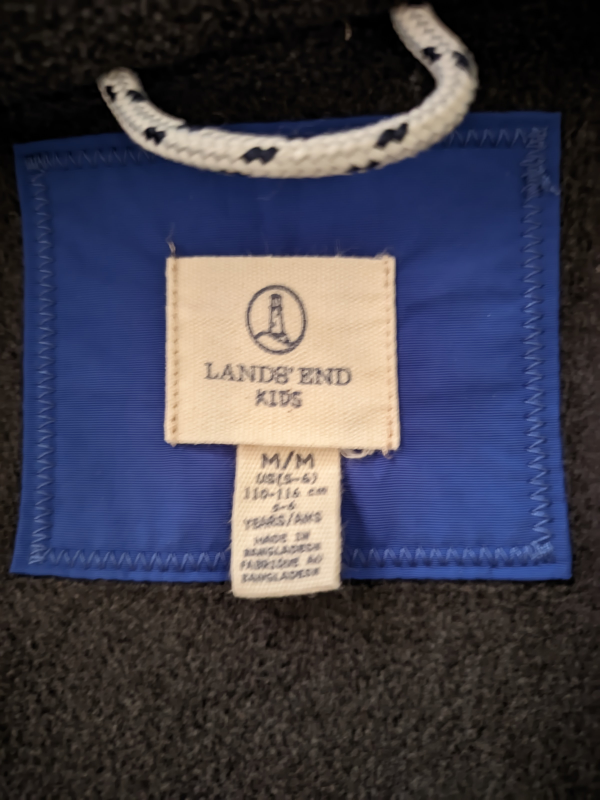 LANDS' END
KIDS
M/M
US(5-6)
110-116 cm
5-6
YEARS/ANS
MADE IN
BANGLADESH
FABRIQUÉ AU
BANGLADESH